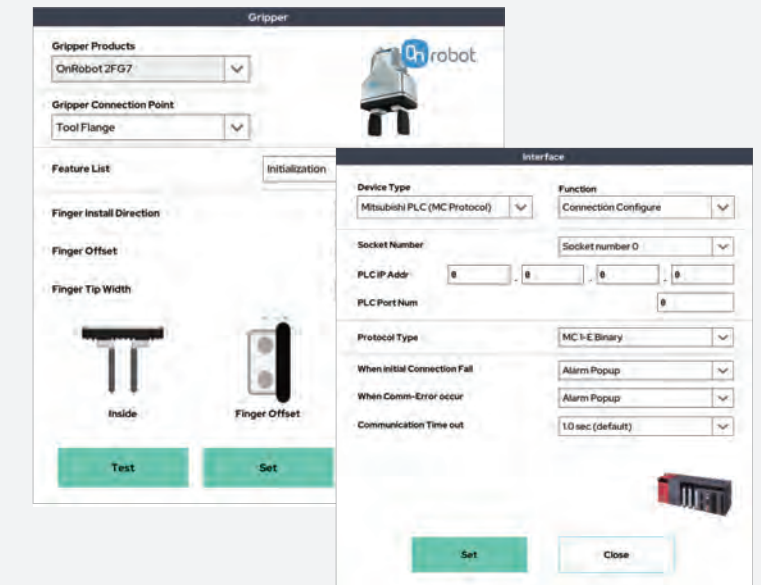 Gripper
Gripper Products
OnRobot 2FG7
On robot
Gripper Connection Point
Tool Flange
Feature List
Initialization
Finger Install Direction
Finger Offset
Finger Tip Width
Inside
Finger Offset
Test
Set
Interface
Device Type
Function
Mitsubishi PLC (MC Protocol)
Connection Configure
Socket Number
Socket number 0
PLC IP Addr
0 . 0 . 0 . 0
PLC Port Num
0
Protocol Type
MC 1-E Binary
When initial Connection Fail
Alarm Popup
When Comm-Error occur
Alarm Popup
Communication Time out
1.0 sec (default)
Set
Close